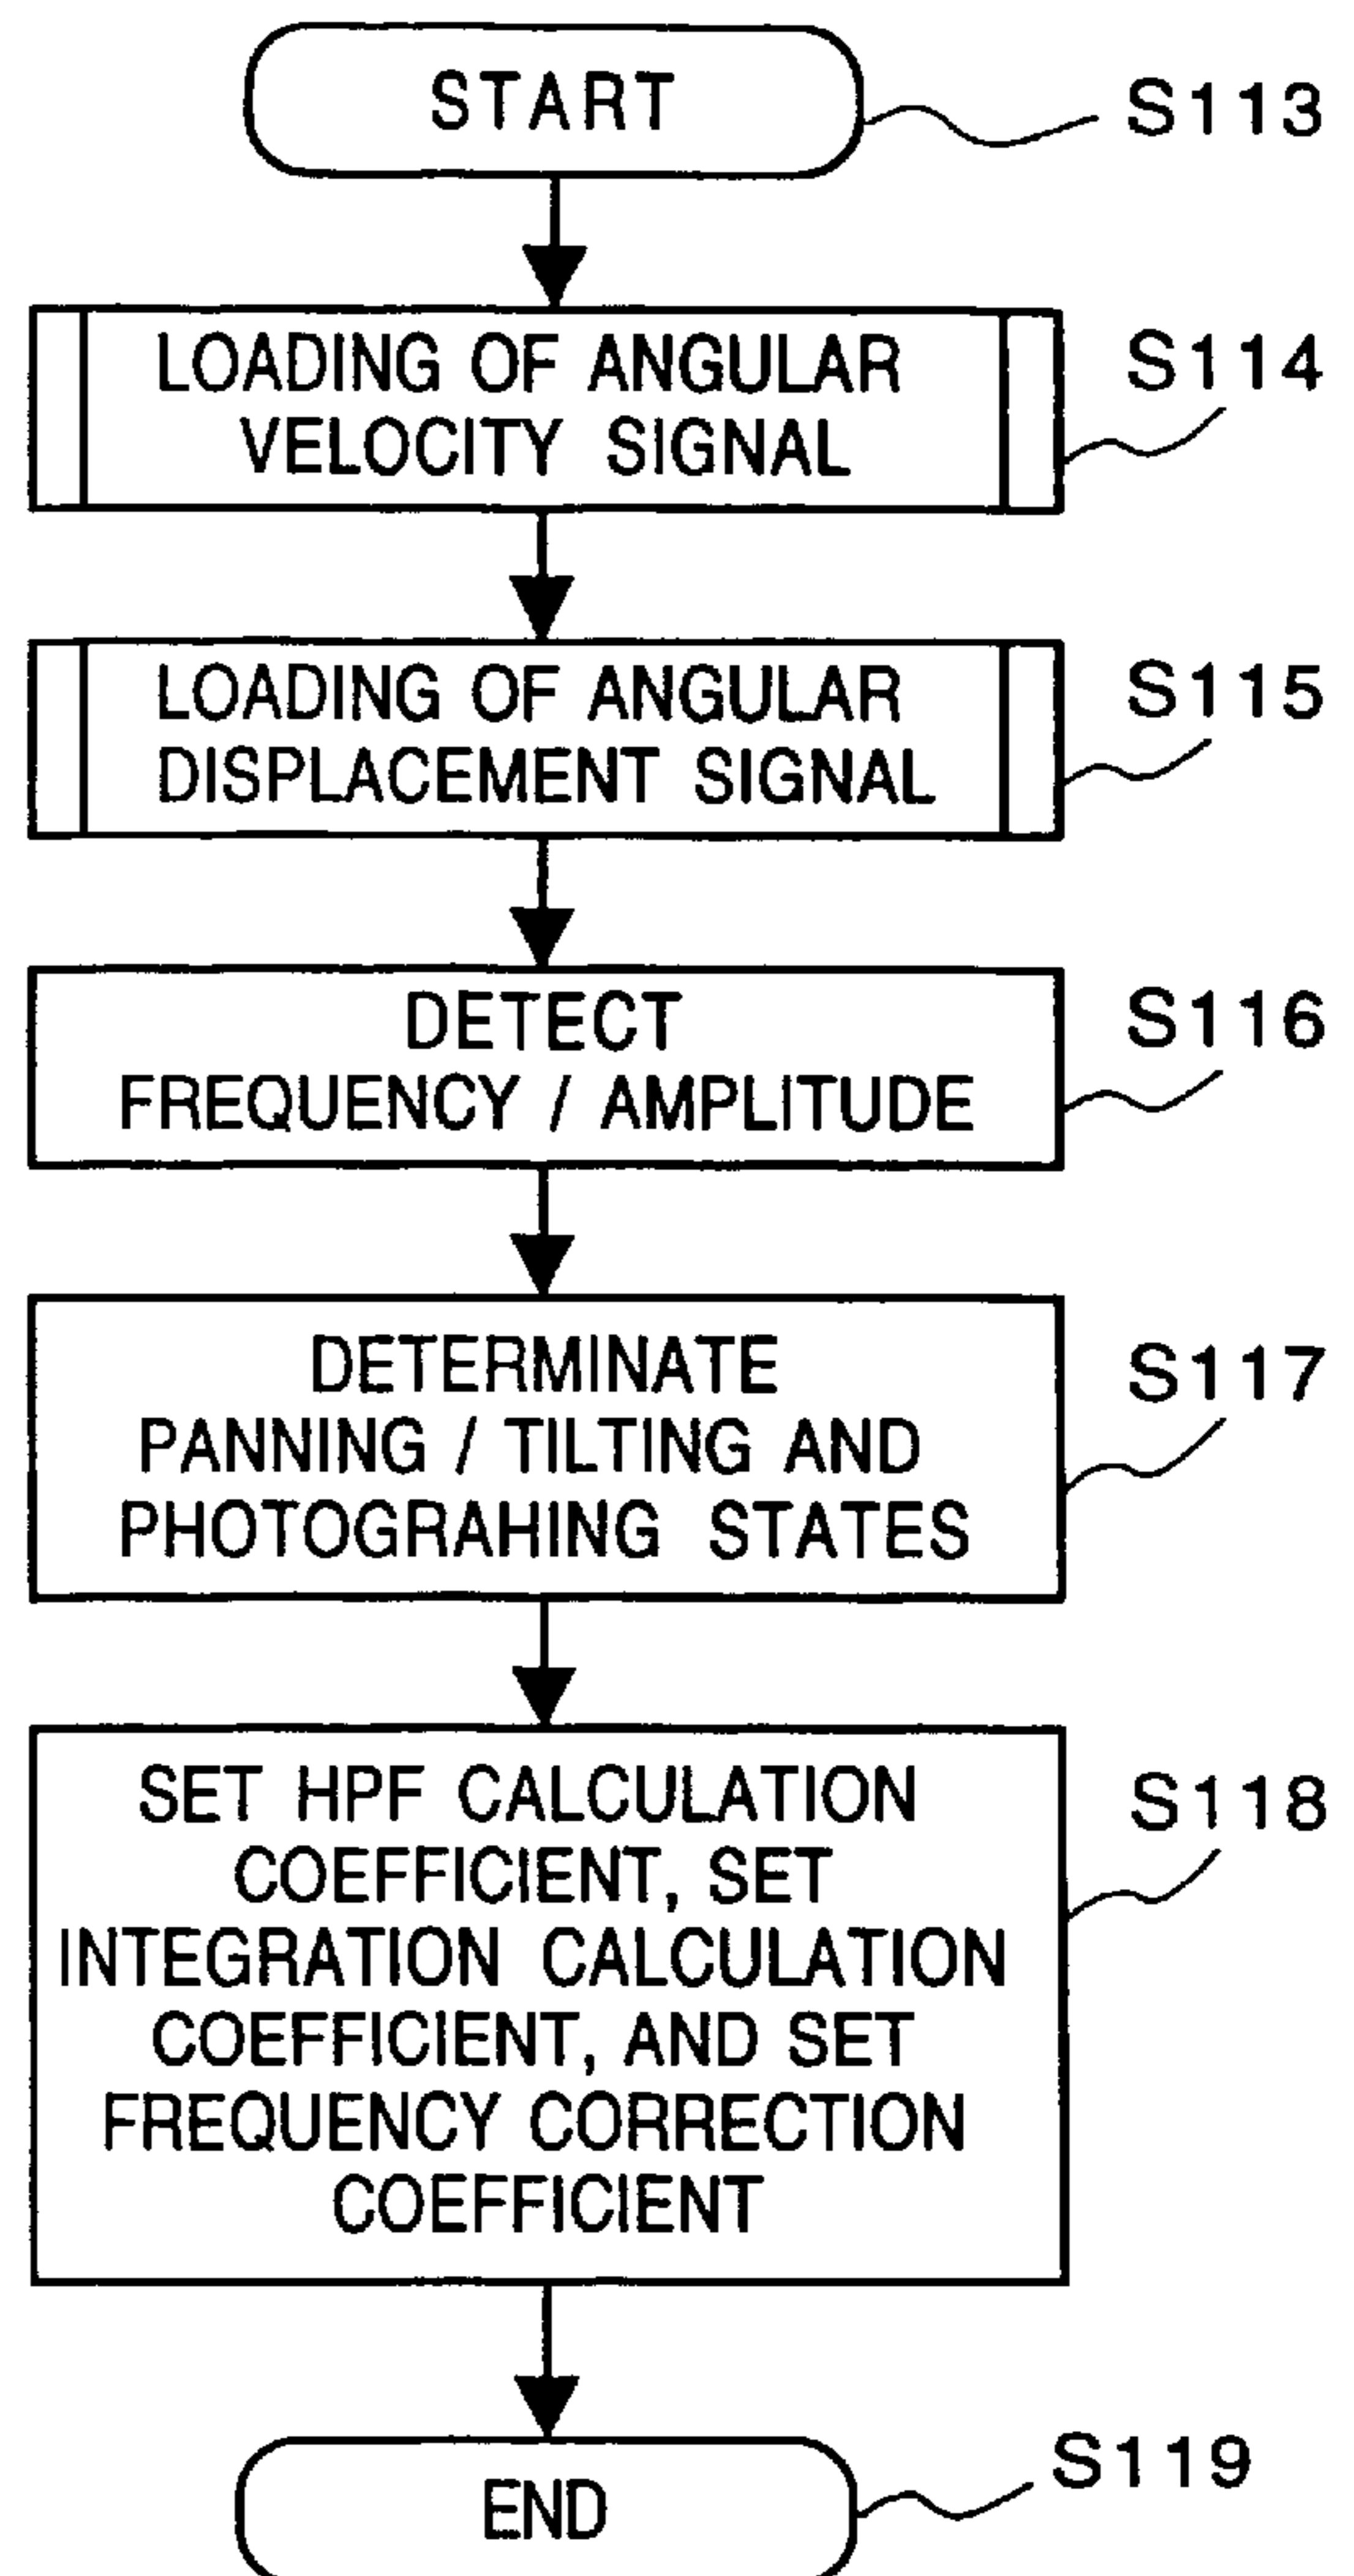 START
S113
LOADING OF ANGULAR
VELOCITY SIGNAL
S114
LOADING OF ANGULAR
DISPLACEMENT SIGNAL
S115
DETECT
FREQUENCY / AMPLITUDE
S116
DETERMINATE
PANNING / TILTING AND
PHOTOGRAHING STATES
S117
SET HPF CALCULATION
COEFFICIENT, SET
INTEGRATION CALCULATION
COEFFICIENT, AND SET
FREQUENCY CORRECTION
COEFFICIENT
S118
END
S119